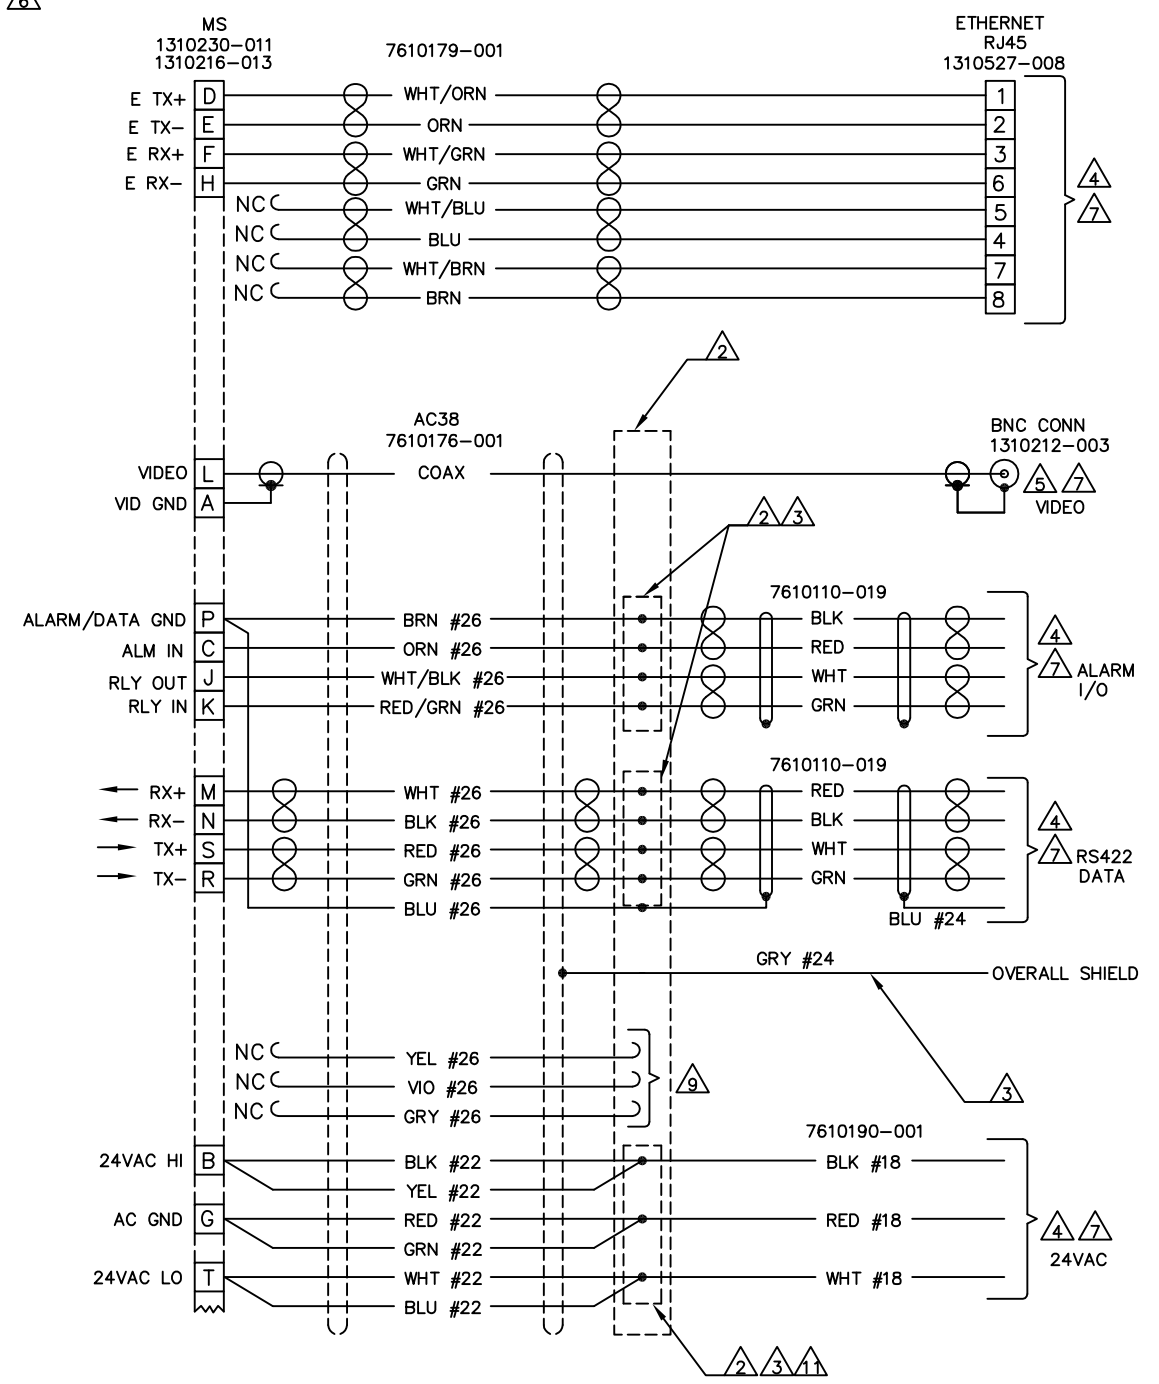 6
MS
1310230-011
1310216-013
7610179-001
ETHERNET
RJ45
1310527-008
E TX+ D WHT/ORN 1
E TX- E ORN 2
E RX+ F WHT/GRN 3
E RX- H GRN 6
NC WHT/BLU 5
NC BLU 4
NC WHT/BRN 7
NC BRN 8
4
7
2
AC38
7610176-001
BNC CONN
1310212-003
VIDEO L COAX
5 7
VID GND A
VIDEO
2 3
7610110-019
ALARM/DATA GND P BRN #26 BLK
ALM IN C ORN #26 RED
RLY OUT J WHT/BLK #26 WHT
RLY IN K RED/GRN #26 GRN
4
7 ALARM
I/O
7610110-019
RX+ M WHT #26 RED
RX- N BLK #26 BLK
TX+ S RED #26 WHT
TX- R GRN #26 GRN
4
7 RS422
DATA
BLU #26
BLU #24
GRY #24
OVERALL SHIELD
3
NC YEL #26
NC VIO #26
NC GRY #26
9
7610190-001
24VAC HI B BLK #22 BLK #18
YEL #22
AC GND G RED #22 RED #18
GRN #22
4 7
24VAC
24VAC LO T WHT #22 WHT #18
BLU #22
2 3 11